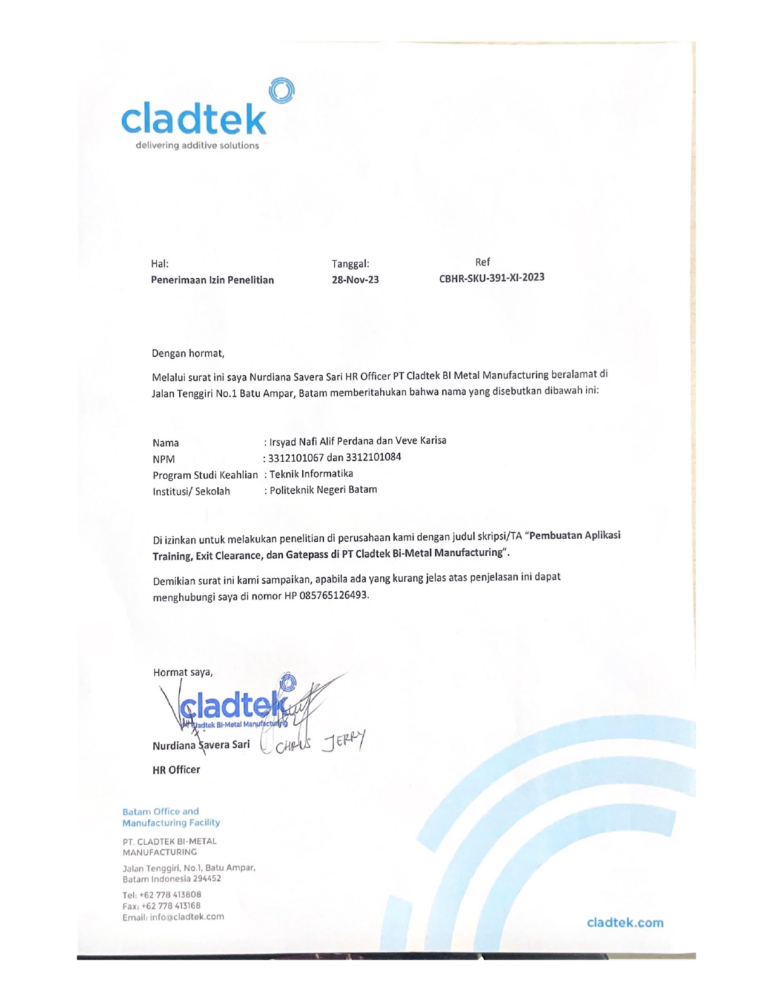 cladtek
delivering additive solutions
Hal: Tanggal: Ref
Penerimaan Izin Penelitian 28-Nov-23 CBHR-SKU-391-XI-2023
Dengan hormat,
Melalui surat ini saya Nurdiana Savera Sari HR Officer PT Cladtek BI Metal Manufacturing beralamat di
Jalan Tenggiri No.1 Batu Ampar, Batam memberitahukan bahwa nama yang disebutkan dibawah ini:
Nama : Irsyad Nafi Alif Perdana dan Veve Karisa
NPM : 3312101067 dan 3312101084
Program Studi Keahlian : Teknik Informatika
Institusi/ Sekolah : Politeknik Negeri Batam
Di izinkan untuk melakukan penelitian di perusahaan kami dengan judul skripsi/TA “Pembuatan Aplikasi
Training, Exit Clearance, dan Gatepass di PT Cladtek Bi-Metal Manufacturing”.
Demikian surat ini kami sampaikan, apabila ada yang kurang jelas atas penjelasan ini dapat
menghubungi saya di nomor HP 085765126493.
Hormat saya,
cladtek
Cladtek Bi-Metal Manufacturing
Nurdiana Savera Sari CHRIS JERRY
HR Officer
Batam Office and
Manufacturing Facility
PT. CLADTEK BI-METAL
MANUFACTURING
Jalan Tenggiri, No.1, Batu Ampar,
Batam Indonesia 294452
Tel: +62 778 413808
Fax: +62 778 413168
Email: info@cladtek.com
cladtek.com